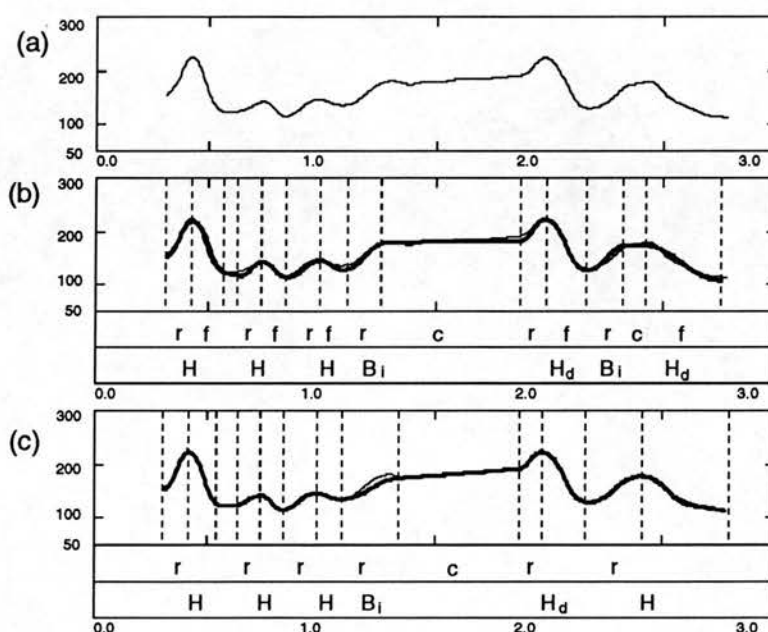 (a)
300
200
100
50
0.0 1.0 2.0 3.0
(b)
300
200
100
50
r f r f r f r c r f r c f
H H H Bi Hd Bi Hd
0.0 1.0 2.0 3.0
(c)
300
200
100
50
r r r r c r r
H H H Bi Hd H
0.0 1.0 2.0 3.0